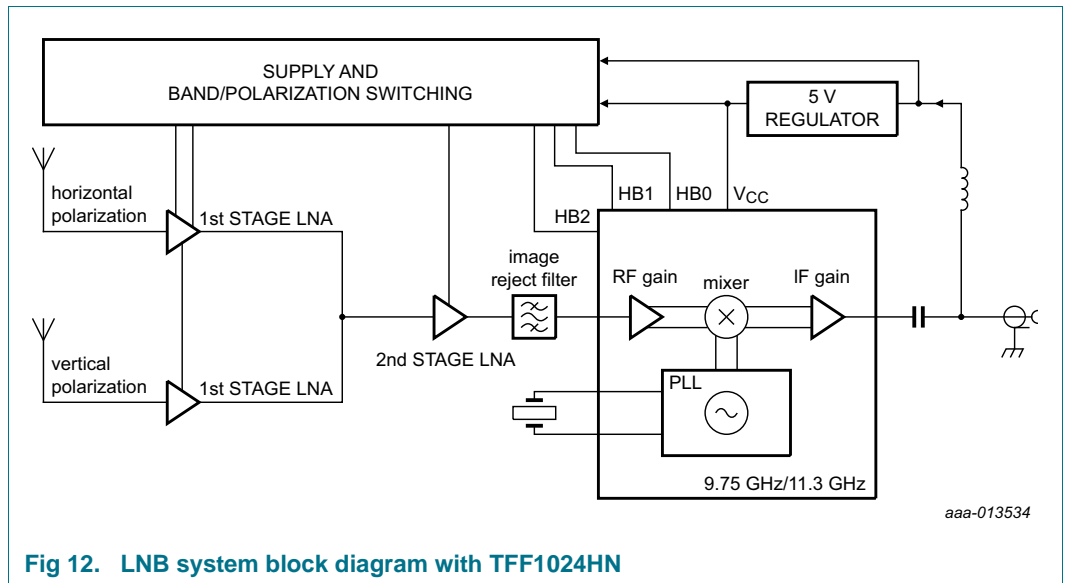 SUPPLY AND
BAND/POLARIZATION SWITCHING
5 V
REGULATOR
horizontal
polarization
1st STAGE LNA
HB2
HB1
HB0
VCC
image
reject filter
RF gain
mixer
IF gain
2nd STAGE LNA
vertical
polarization
1st STAGE LNA
PLL
9.75 GHz/11.3 GHz
aaa-013534
Fig 12. LNB system block diagram with TFF1024HN